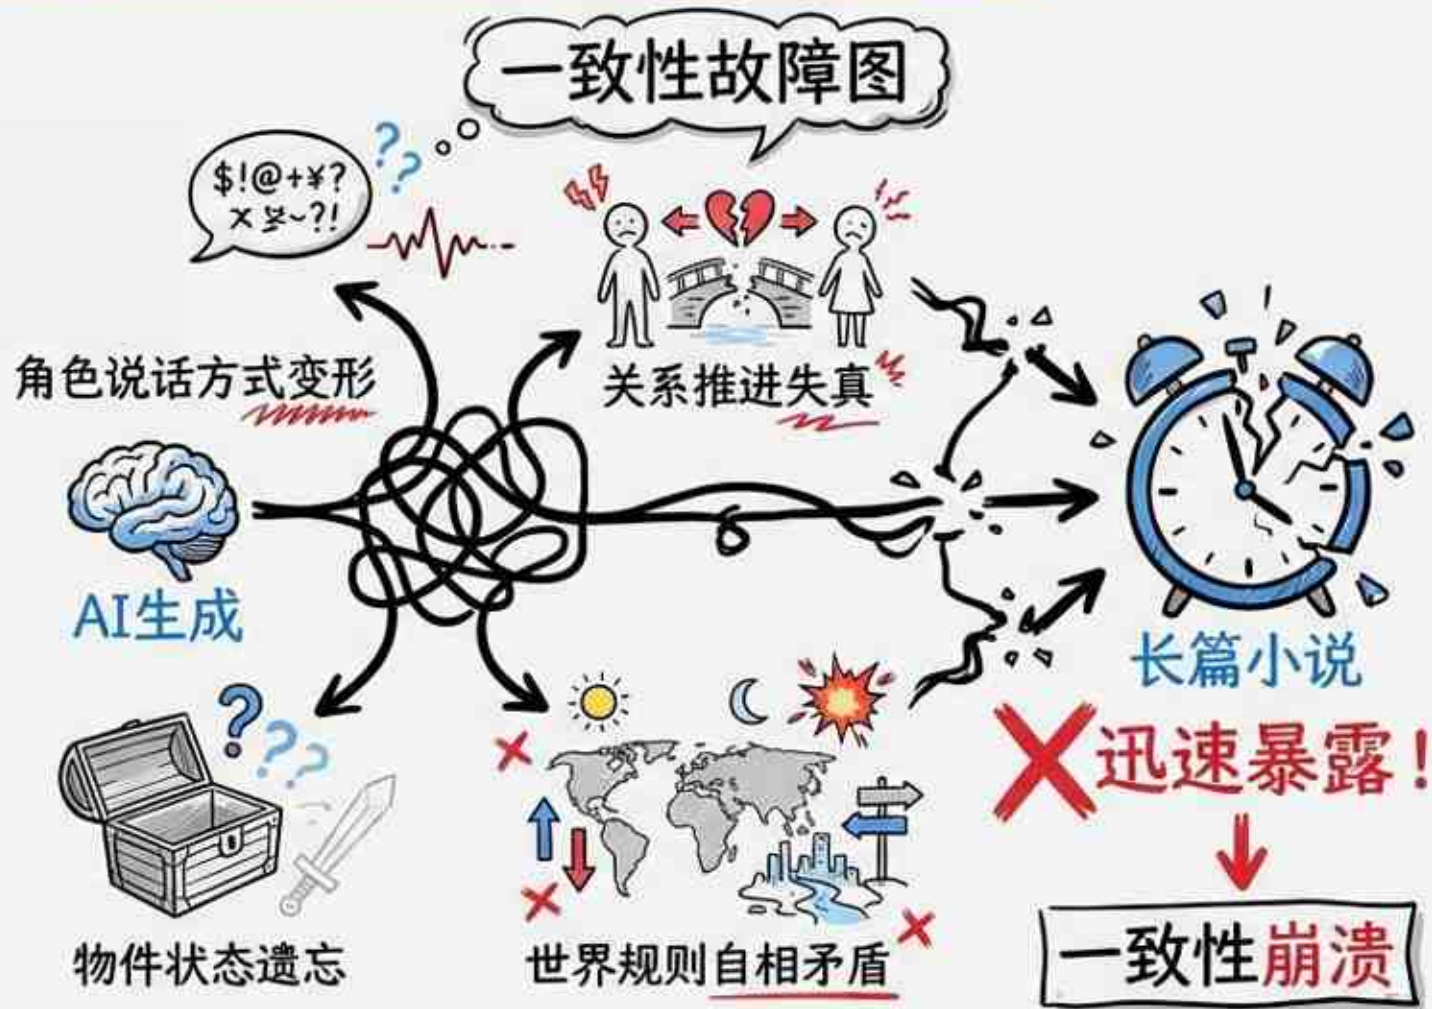 一致性故障图
$!@+¥?
角色说话方式变形
关系推进失真
AI生成
长篇小说
迅速暴露！
物件状态遗忘
世界规则自相矛盾
一致性崩溃